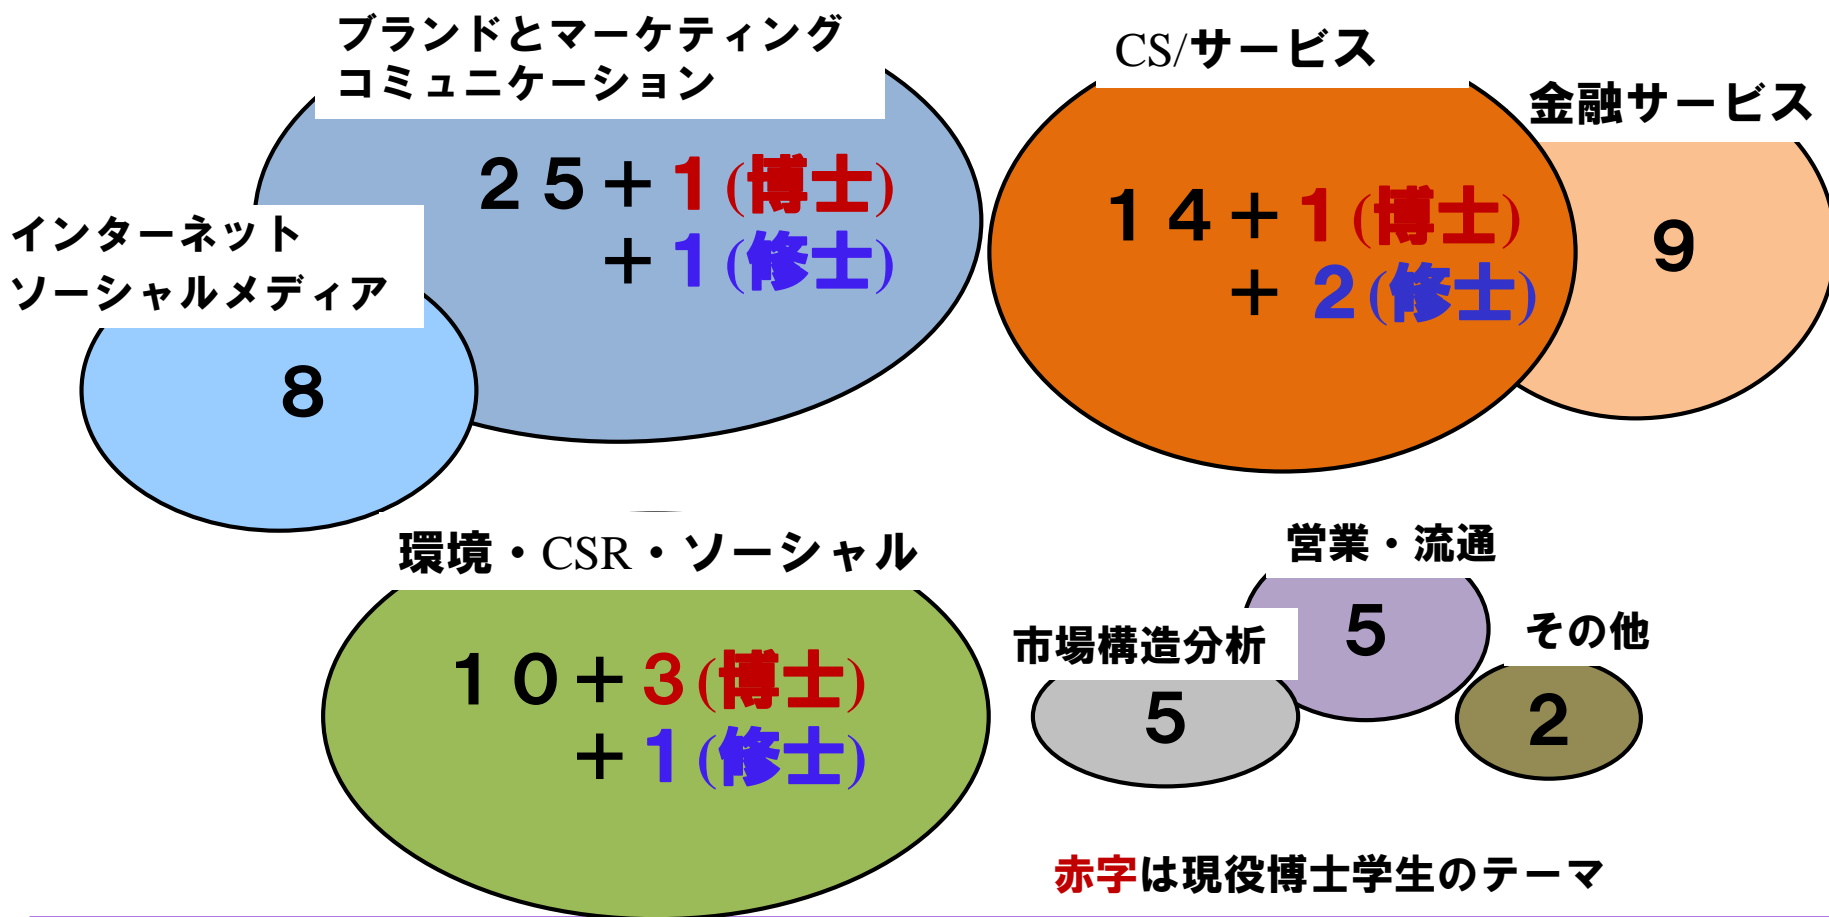 ブランドとマーケティング
コミュニケーション
２５＋１(博士)
＋１(修士)
インターネット
ソーシャルメディア
８
CS/サービス
１４＋１(博士)
＋２(修士)
金融サービス
９
環境・CSR・ソーシャル
１０＋３(博士)
＋１(修士)
営業・流通
５
市場構造分析
５
その他
２
赤字は現役博士学生のテーマ